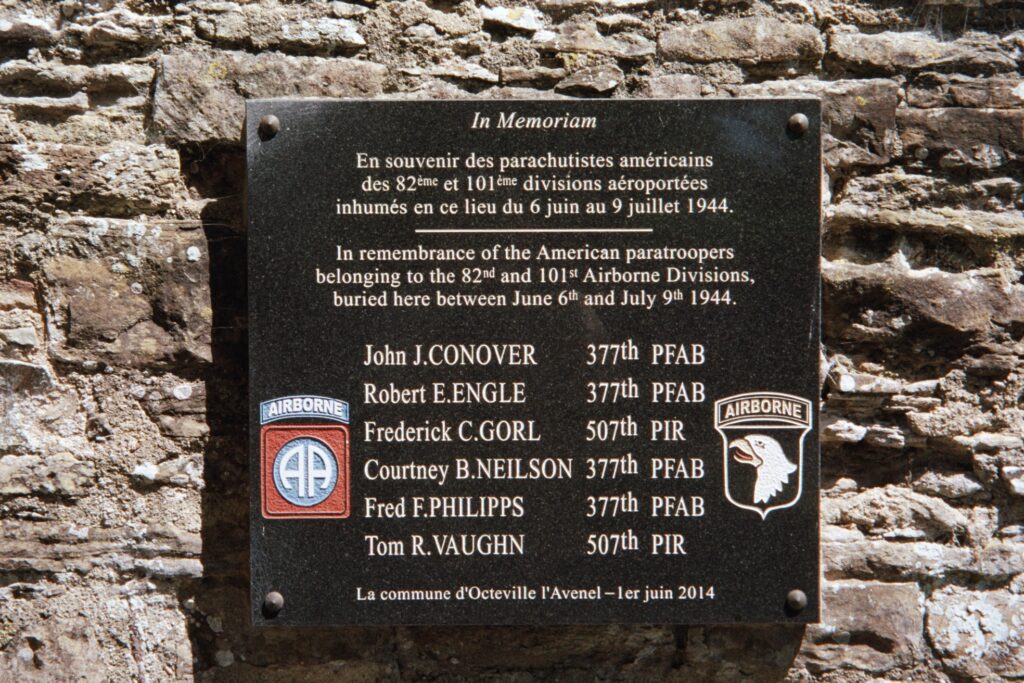 In Memoriam
En souvenir des parachutistes américains
des 82ème et 101ème divisions aéroportées
inhumés en ce lieu du 6 juin au 9 juillet 1944.
In remembrance of the American paratroopers
belonging to the 82nd and 101st Airborne Divisions,
buried here between June 6th and July 9th 1944.
John J.CONOVER 377th PFAB
Robert E.ENGLE 377th PFAB
Frederick C.GORL 507th PIR
Courtney B.NEILSON 377th PFAB
Fred F.PHILIPPS 377th PFAB
Tom R.VAUGHN 507th PIR
AIRBORNE
AA
AIRBORNE
La commune d'Octeville l'Avenel – 1er juin 2014